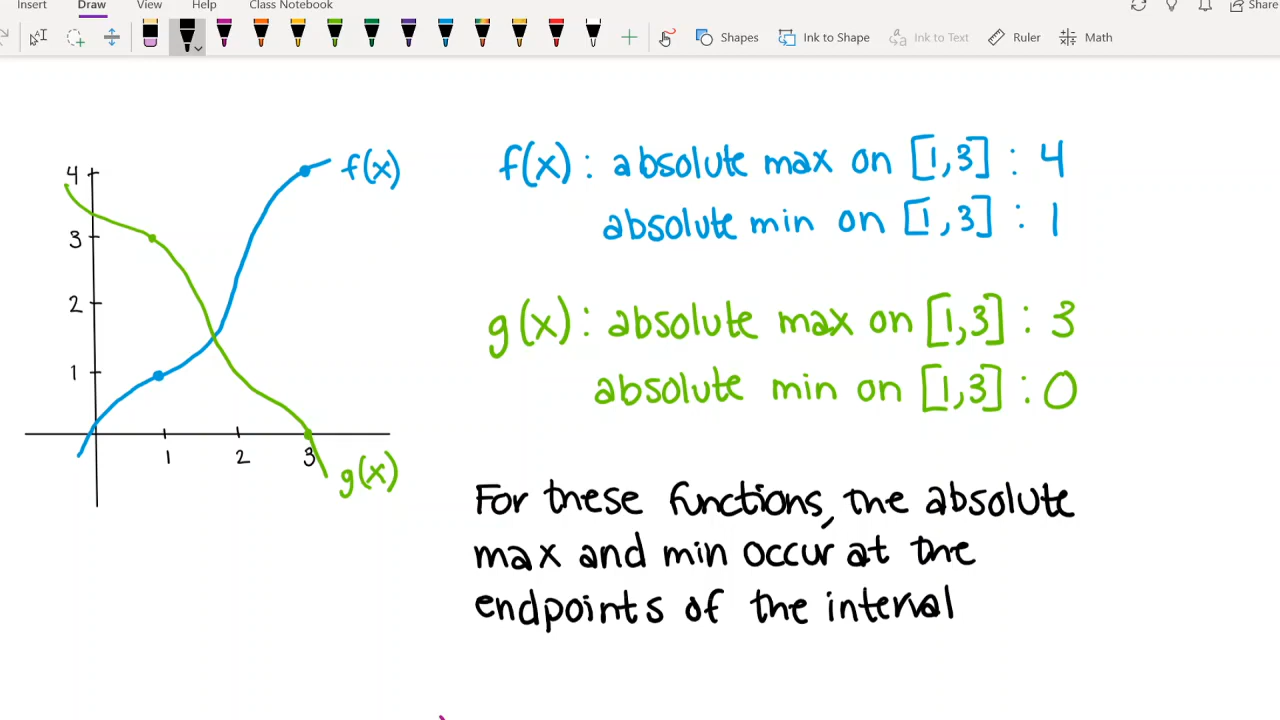 Insert Draw View Help Class Notebook Share
Shapes Ink to Shape Ink to Text Ruler Math
f(x) : absolute max on [1,3] : 4
absolute min on [1,3] : 1
g(x) : absolute max on [1,3] : 3
absolute min on [1,3] : 0
For these functions, the absolute
max and min occur at the
endpoints of the interval
4
3
2
1
1 2 3
f(x)
g(x)